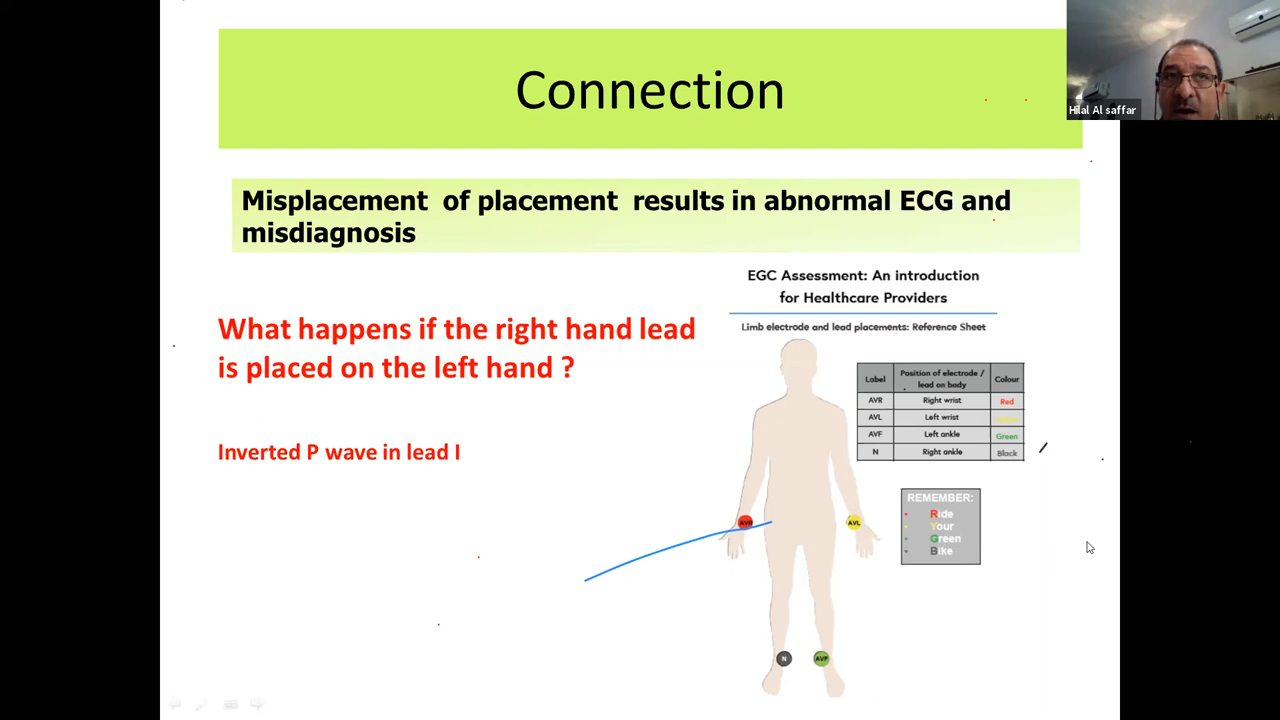 Connection
Hilal Al saffar
Misplacement of placement results in abnormal ECG and
misdiagnosis
What happens if the right hand lead
is placed on the left hand ?
Inverted P wave in lead I
EGC Assessment: An introduction
for Healthcare Providers
Limb electrode and lead placements: Reference Sheet
Label Position of electrode / lead on body Colour
AVR Right wrist Red
AVL Left wrist
AVF Left ankle Green
N Right ankle Black
AVR AVL
REMEMBER:
Ride
Your
Green
Bike
N AVF